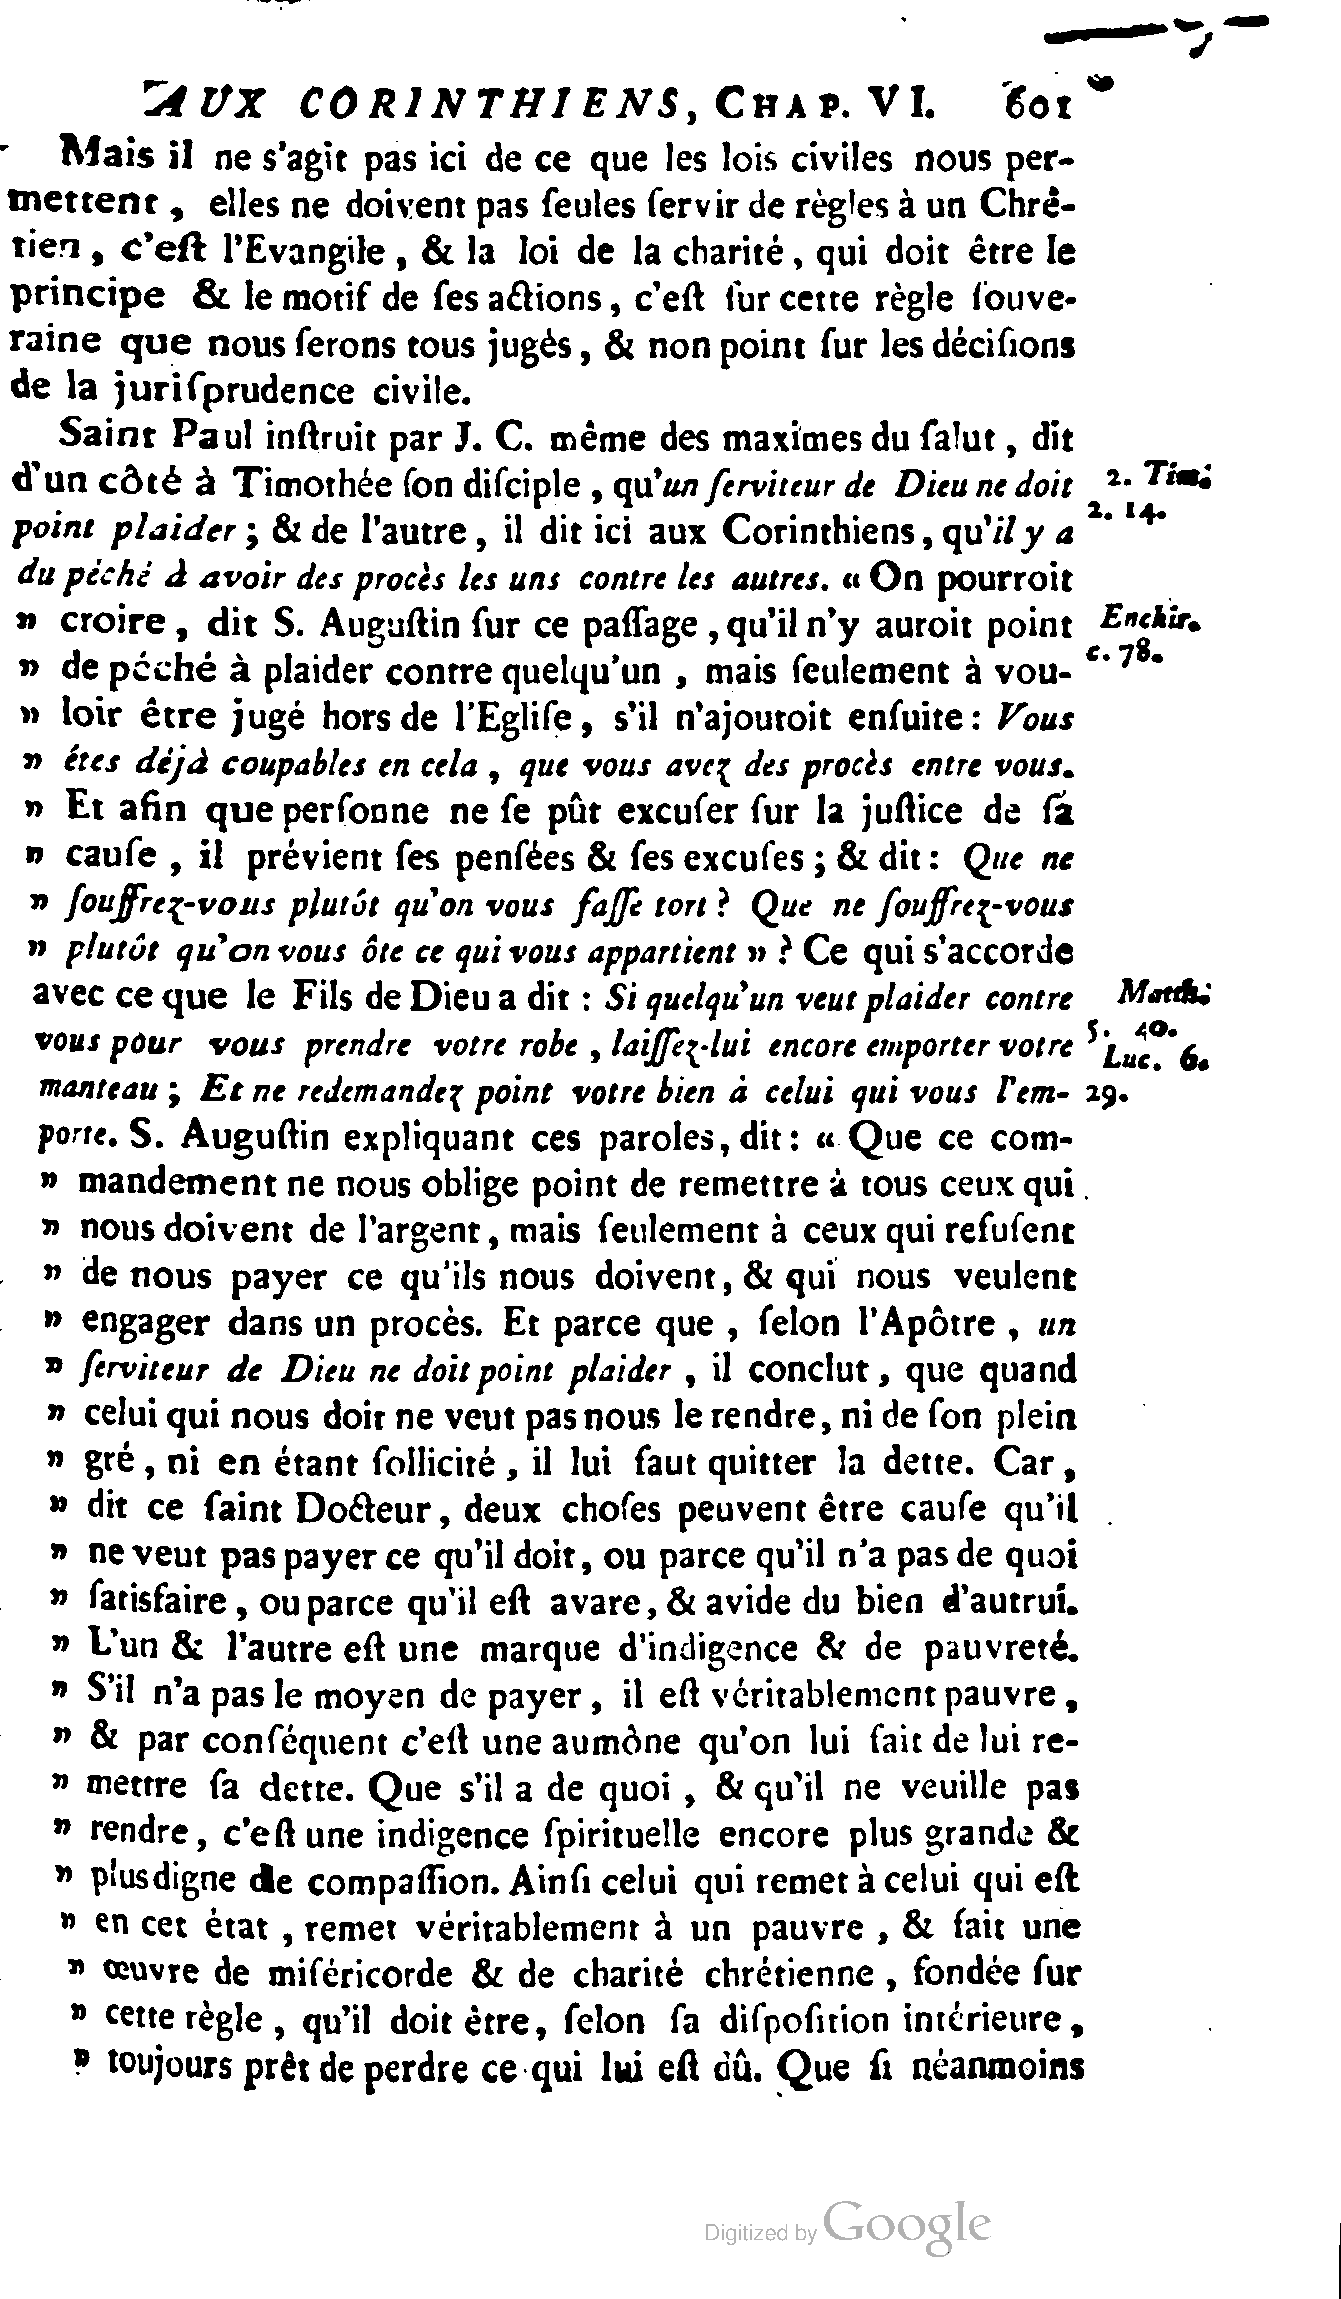 AUX CORINTHIENS, CHAP. VI. 601
Mais il ne s'agit pas ici de ce que les lois civiles nous per-
mettent, elles ne doivent pas ſeules ſervir de règles à un Chrê-
tien, c'eſt l'Evangile, & la loi de la charité, qui doit être le
principe & le motif de ſes actions, c'eſt ſur cette règle ſouve-
raine que nous ſerons tous jugés, & non point ſur les déciſions
de la juriſprudence civile.
Saint Paul inſtruit par J. C. même des maximes du ſalut, dit
d'un côté à Timothée ſon diſciple, qu'un ſerviteur de Dieu ne doit
2. Tim.
point plaider; & de l'autre, il dit ici aux Corinthiens, qu'il y a
2. 14.
du péché à avoir des procès les uns contre les autres. « On pourroit
» croire, dit S. Auguſtin ſur ce paſſage, qu'il n'y auroit point
Enchir.
» de péché à plaider contre quelqu'un, mais ſeulement à vou-
c. 78.
» loir être jugé hors de l'Egliſe, s'il n'ajoutoit enſuite: Vous
» êtes déjà coupables en cela, que vous avez des procès entre vous.
» Et afin que perſonne ne ſe pût excuſer ſur la juſtice de ſa
» cauſe, il prévient ſes penſées & ſes excuſes; & dit: Que ne
» ſouffrez-vous plutôt qu'on vous faſſe tort? Que ne ſouffrez-vous
» plutôt qu'on vous ôte ce qui vous appartient »? Ce qui s'accorde
avec ce que le Fils de Dieu a dit: Si quelqu'un veut plaider contre
Matth.
vous pour vous prendre votre robe, laiſſez-lui encore emporter votre
5. 40.
Luc. 6.
manteau; Et ne redemandez point votre bien à celui qui vous l'em-
29.
porte. S. Auguſtin expliquant ces paroles, dit: « Que ce com-
» mandement ne nous oblige point de remettre à tous ceux qui
» nous doivent de l'argent, mais ſeulement à ceux qui refuſent
» de nous payer ce qu'ils nous doivent, & qui nous veulent
» engager dans un procès. Et parce que, ſelon l'Apôtre, un
» ſerviteur de Dieu ne doit point plaider, il conclut, que quand
» celui qui nous doit ne veut pas nous le rendre, ni de ſon plein
» gré, ni en étant ſollicité, il lui faut quitter la dette. Car,
» dit ce ſaint Docteur, deux choſes peuvent être cauſe qu'il
» ne veut pas payer ce qu'il doit, ou parce qu'il n'a pas de quoi
» ſatisfaire, ou parce qu'il eſt avare, & avide du bien d'autrui.
» L'un & l'autre eſt une marque d'indigence & de pauvreté.
» S'il n'a pas le moyen de payer, il eſt véritablement pauvre,
» & par conſéquent c'eſt une aumône qu'on lui fait de lui re-
» mettre ſa dette. Que s'il a de quoi, & qu'il ne veuille pas
» rendre, c'eſt une indigence ſpirituelle encore plus grande &
» plus digne de compaſſion. Ainſi celui qui remet à celui qui eſt
» en cet état, remet véritablement à un pauvre, & fait une
» œuvre de miſéricorde & de charité chrétienne, fondée ſur
» cette règle, qu'il doit être, ſelon ſa diſpoſition intérieure,
» toujours prêt de perdre ce qui lui eſt dû. Que ſi néanmoins
Digitized by Google